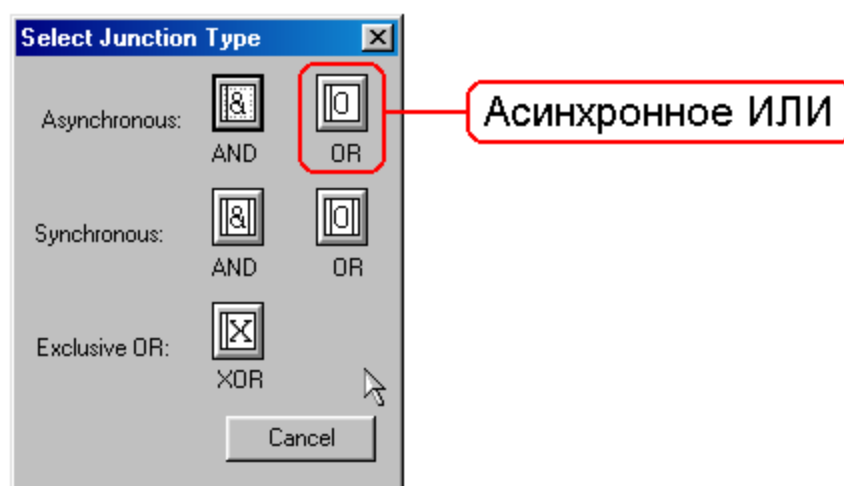 Select Junction Type
Asynchronous:
& O
AND OR
Асинхронное ИЛИ
Synchronous:
& O
AND OR
Exclusive OR:
X
XOR
Cancel